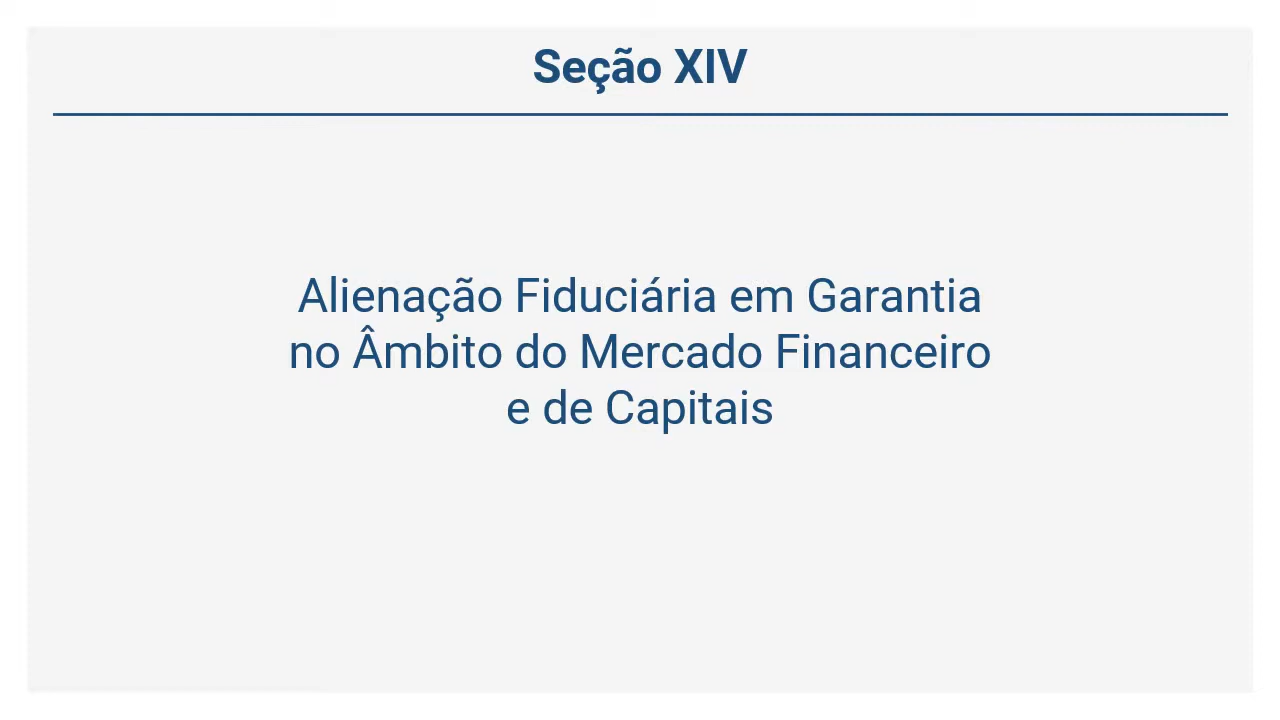 Seção XIV
Alienação Fiduciária em Garantia
no Âmbito do Mercado Financeiro
e de Capitais